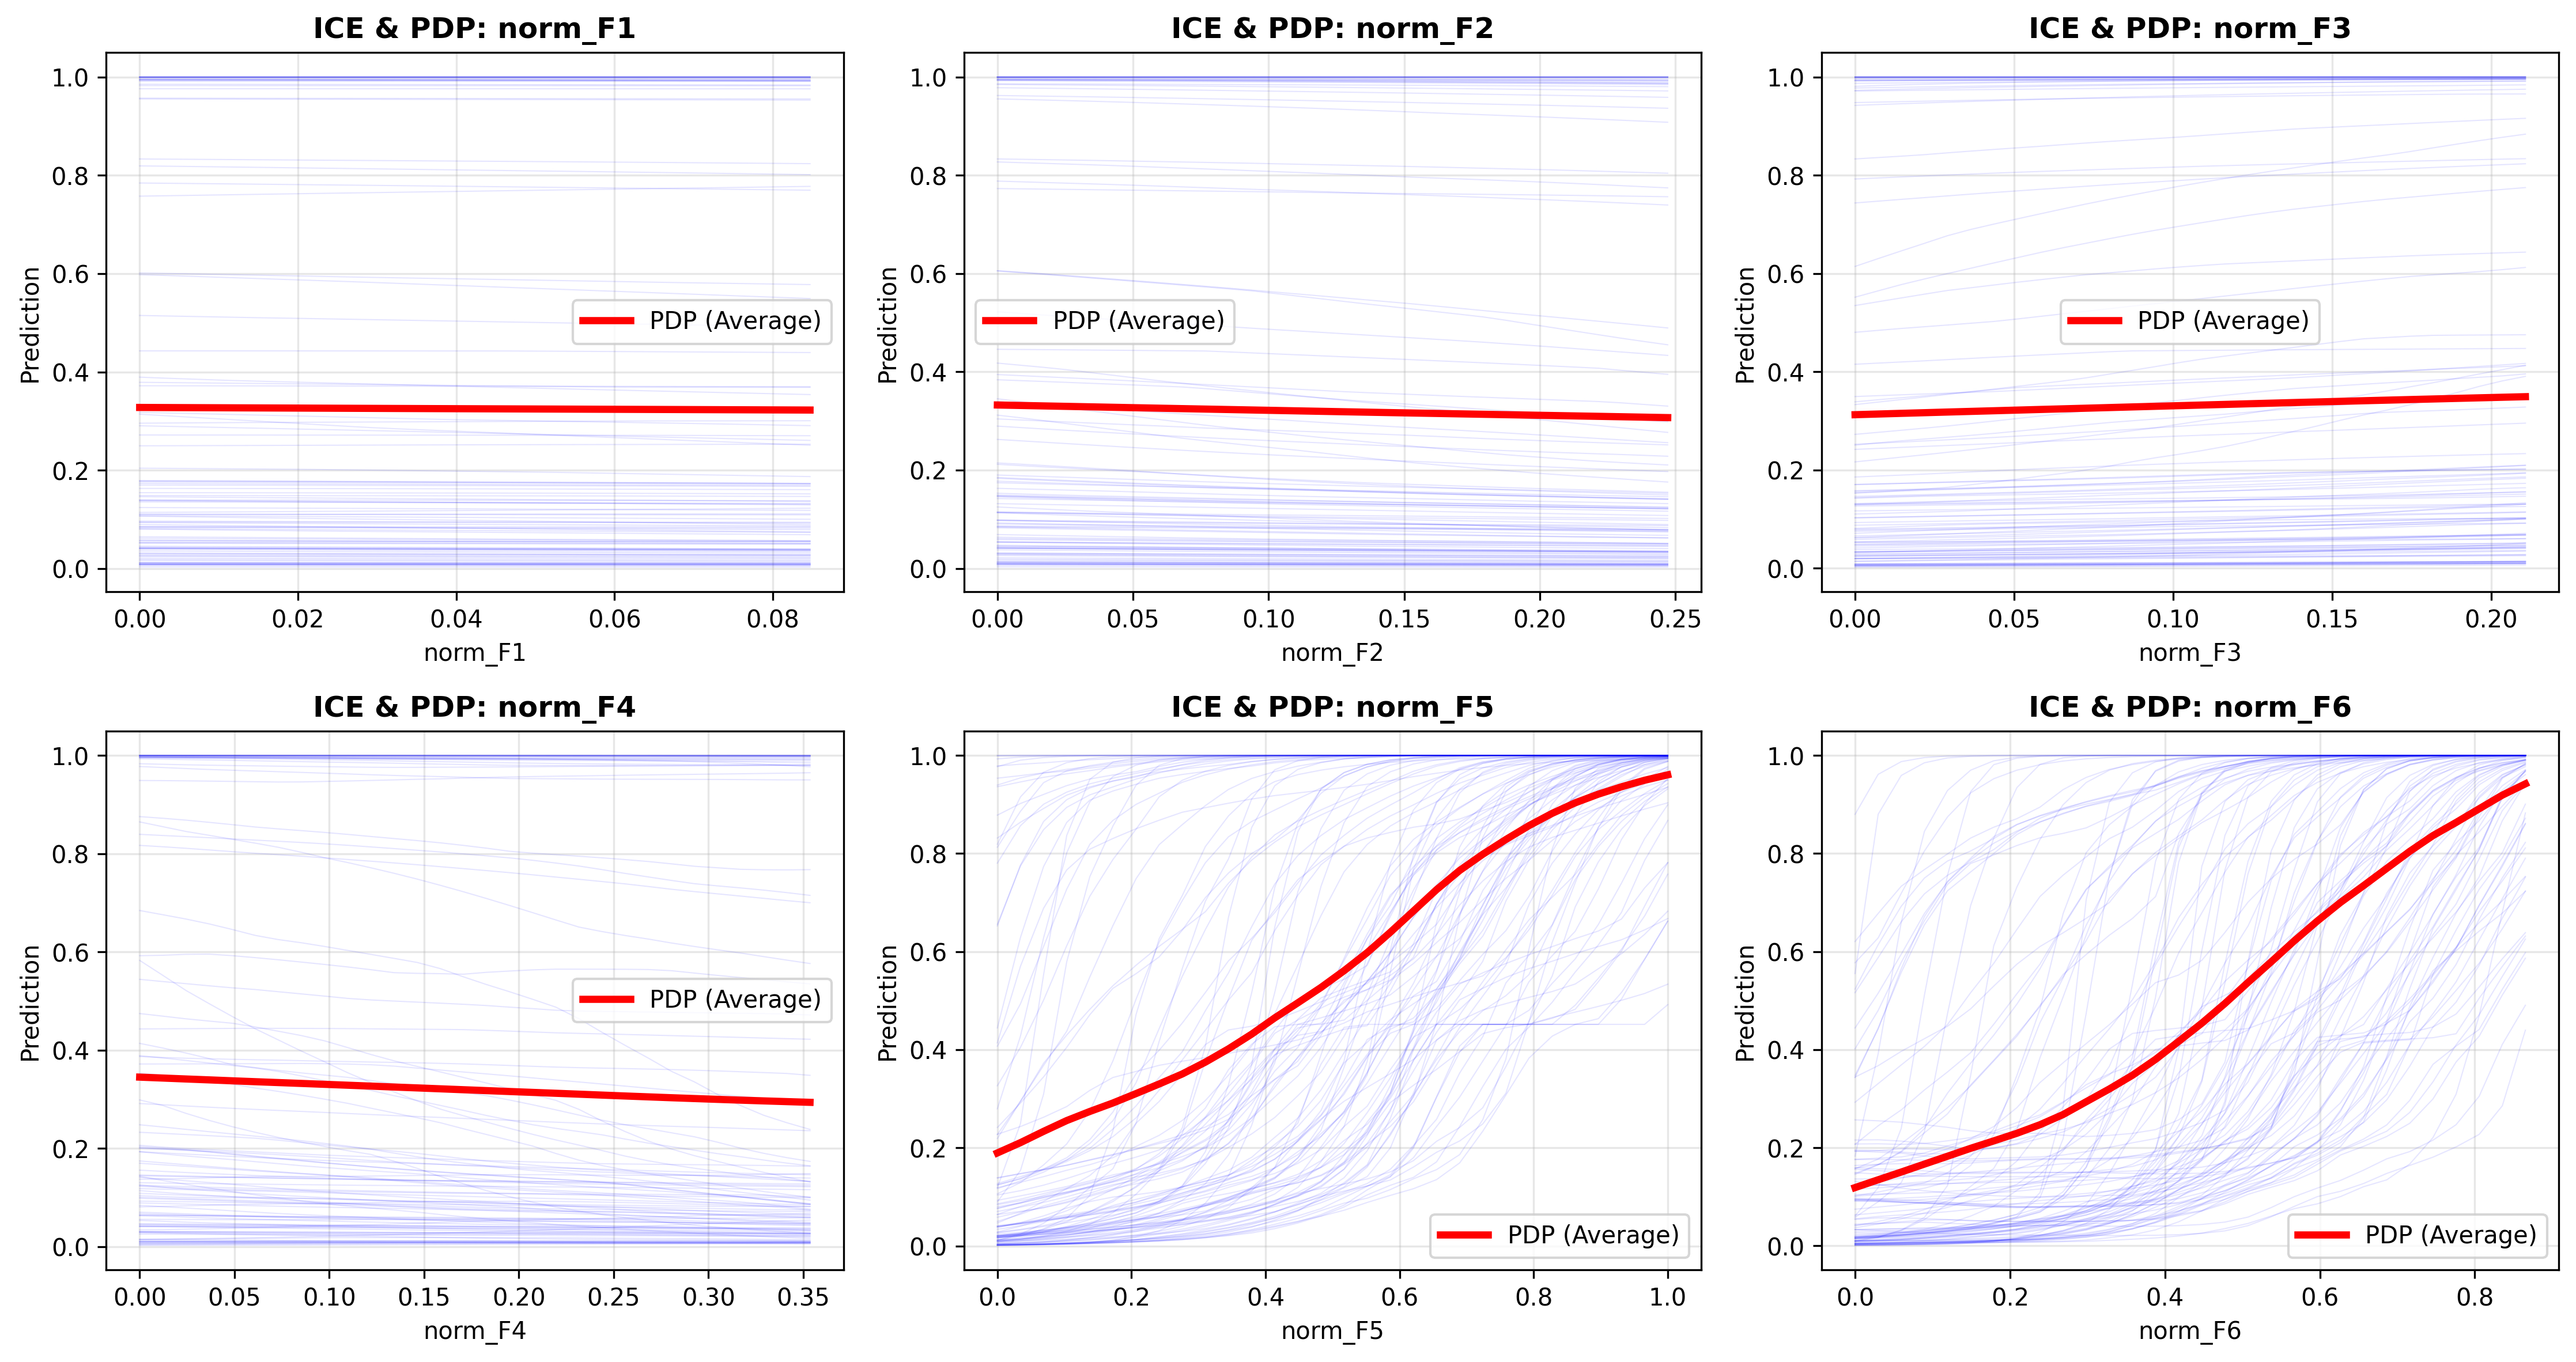 ICE & PDP: norm_F1
1.0
0.8
0.6
0.4
0.2
0.0
Prediction
PDP (Average)
0.00 0.02 0.04 0.06 0.08
norm_F1
ICE & PDP: norm_F2
1.0
0.8
0.6
0.4
0.2
0.0
Prediction
PDP (Average)
0.00 0.05 0.10 0.15 0.20 0.25
norm_F2
ICE & PDP: norm_F3
1.0
0.8
0.6
0.4
0.2
0.0
Prediction
PDP (Average)
0.00 0.05 0.10 0.15 0.20
norm_F3
ICE & PDP: norm_F4
1.0
0.8
0.6
0.4
0.2
0.0
Prediction
PDP (Average)
0.00 0.05 0.10 0.15 0.20 0.25 0.30 0.35
norm_F4
ICE & PDP: norm_F5
1.0
0.8
0.6
0.4
0.2
0.0
Prediction
PDP (Average)
0.0 0.2 0.4 0.6 0.8 1.0
norm_F5
ICE & PDP: norm_F6
1.0
0.8
0.6
0.4
0.2
0.0
Prediction
PDP (Average)
0.0 0.2 0.4 0.6 0.8
norm_F6